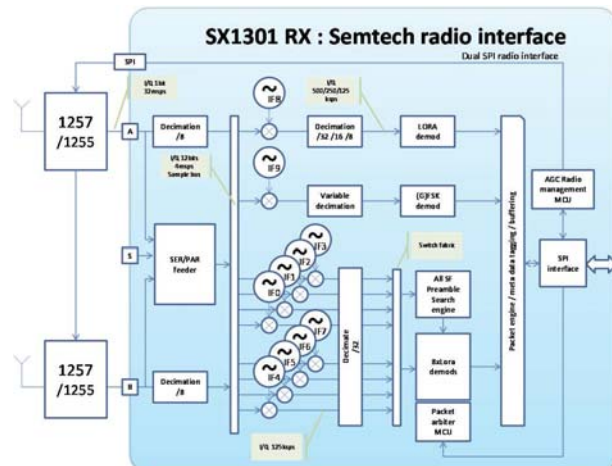 SX1301 RX : Semtech radio interface
Dual SPI radio interface
SPI
I/Q, 1 bit
32msps
1257
/1255
A
Decimation
/8
IF8
I/Q,
500/250/125
ksps
Decimation
/32 /16 /8
LORA
demod
I/Q, 12bits
4msps
Sample bus
IF9
Variable
decimation
(G)FSK
demod
AGC Radio
management
MCU
Packet engine / meta data tagging / buffering
S
SER/PAR
feeder
IF3
IF2
IF1
IF0
Switch fabric
SPI
interface
All SF
Preamble
Search
engine
Decimate
/32
IF7
IF6
IF5
IF4
1257
/1255
B
Decimation
/8
8xLora
demods
Packet
arbiter
MCU
I/Q, 125ksps